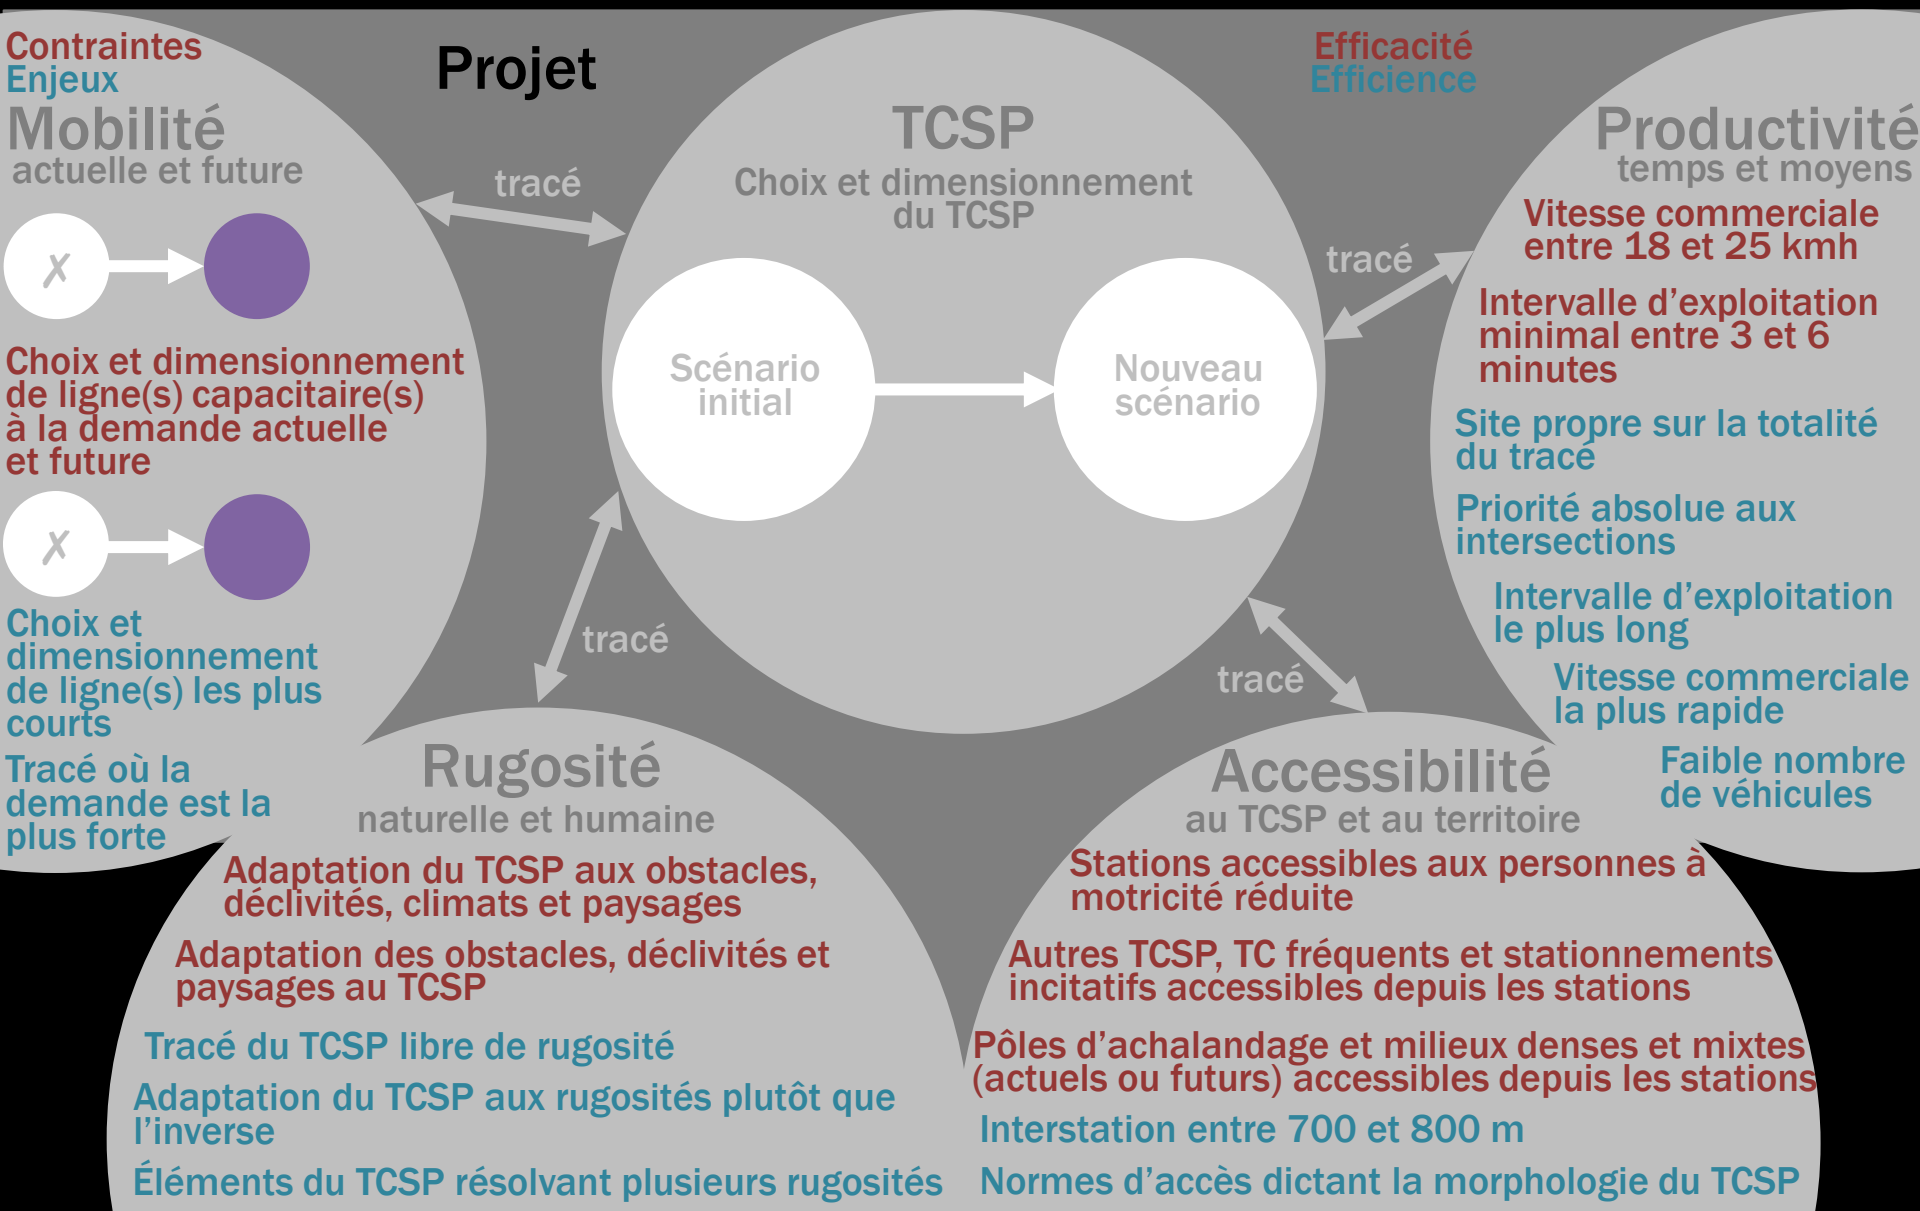 Contraintes
Enjeux
Mobilité
actuelle et future
✗
Choix et dimensionnement
de ligne(s) capacitaire(s)
à la demande actuelle
et future
✗
Choix et
dimensionnement
de ligne(s) les plus
courts
Tracé où la
demande est la
plus forte
Projet
tracé
TCSP
Choix et dimensionnement
du TCSP
Scénario
initial
Nouveau
scénario
tracé
tracé
tracé
Efficacité
Efficience
Productivité
temps et moyens
Vitesse commerciale
entre 18 et 25 kmh
Intervalle d’exploitation
minimal entre 3 et 6
minutes
Site propre sur la totalité
du tracé
Priorité absolue aux
intersections
Intervalle d’exploitation
le plus long
Vitesse commerciale
la plus rapide
Faible nombre
de véhicules
Rugosité
naturelle et humaine
Adaptation du TCSP aux obstacles,
déclivités, climats et paysages
Adaptation des obstacles, déclivités et
paysages au TCSP
Tracé du TCSP libre de rugosité
Adaptation du TCSP aux rugosités plutôt que
l’inverse
Éléments du TCSP résolvant plusieurs rugosités
Accessibilité
au TCSP et au territoire
Stations accessibles aux personnes à
motricité réduite
Autres TCSP, TC fréquents et stationnements
incitatifs accessibles depuis les stations
Pôles d’achalandage et milieux denses et mixtes
(actuels ou futurs) accessibles depuis les stations
Interstation entre 700 et 800 m
Normes d’accès dictant la morphologie du TCSP